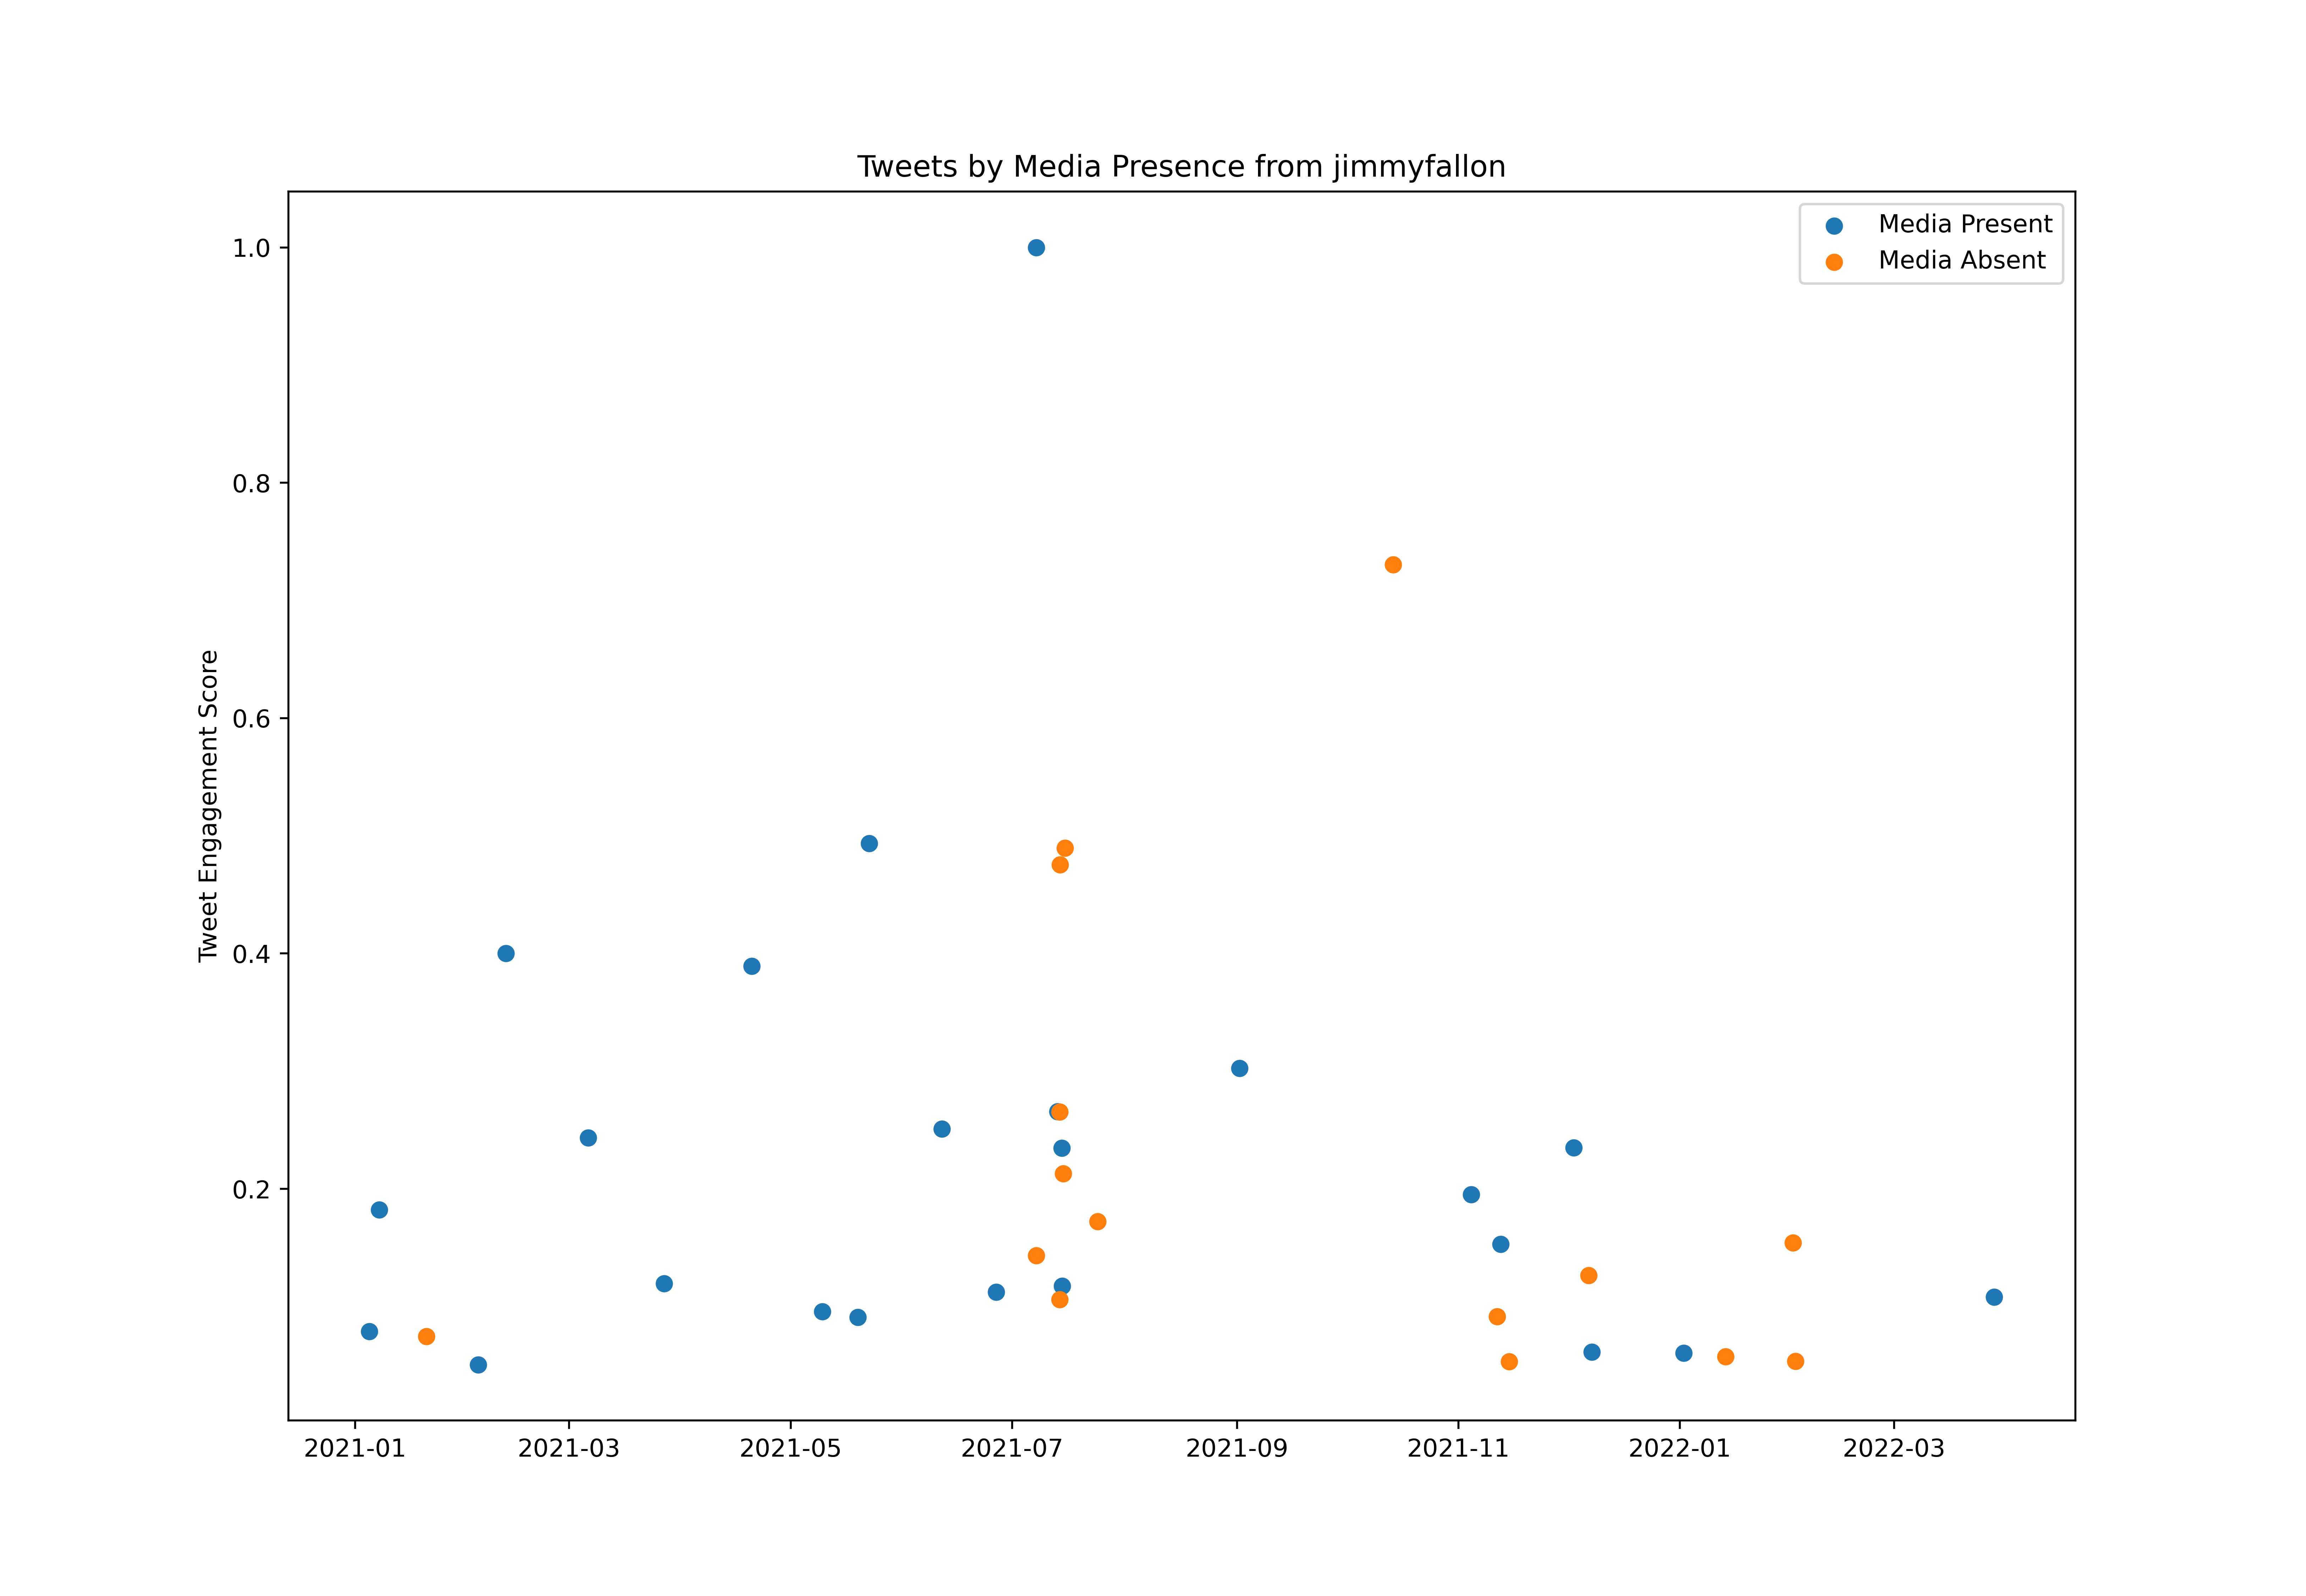 Tweets by Media Presence from jimmyfallon
Media Present
Media Absent
Tweet Engagement Score
1.0
0.8
0.6
0.4
0.2
2021-01 2021-03 2021-05 2021-07 2021-09 2021-11 2022-01 2022-03